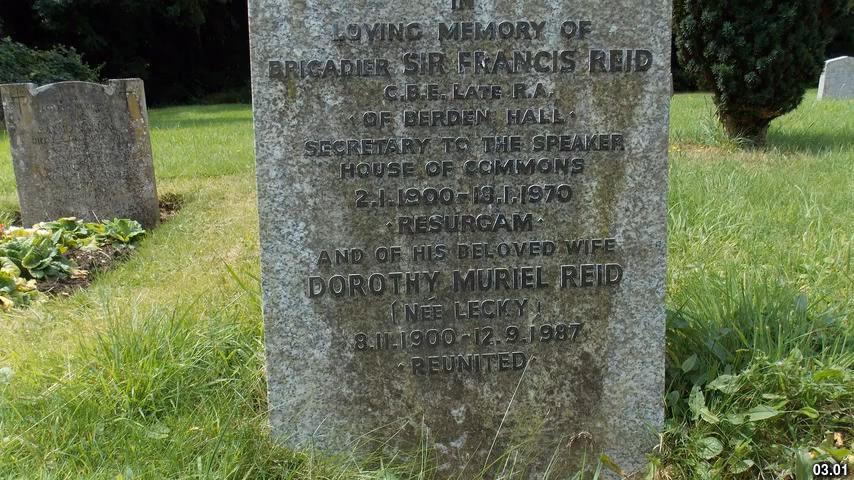 IN
LOVING MEMORY OF
BRIGADIER SIR FRANCIS REID
C.B.E. LATE R.A.
· OF BERDEN HALL ·
SECRETARY TO THE SPEAKER
HOUSE OF COMMONS
2.1.1900–18.1.1970
· RESURGAM ·
AND OF HIS BELOVED WIFE
DOROTHY MURIEL REID
(NÉE LECKY)
8.11.1900–12.9.1987
· REUNITED ·
03.01